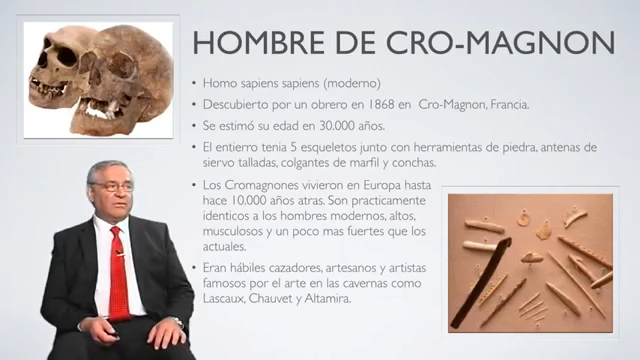 HOMBRE DE CRO-MAGNON
• Homo sapiens sapiens (moderno)
• Descubierto por un obrero en 1868 en Cro-Magnon, Francia.
• Se estimó su edad en 30.000 años.
• El entierro tenia 5 esqueletos junto con herramientas de piedra, antenas de
siervo talladas, colgantes de marfil y conchas.
• Los Cromagnones vivieron en Europa hasta
hace 10.000 años atras. Son practicamente
identicos a los hombres modernos, altos,
musculosos y un poco mas fuertes que los
actuales.
• Eran hábiles cazadores, artesanos y artistas
famosos por el arte en las cavernas como
Lascaux, Chauvet y Altamira.